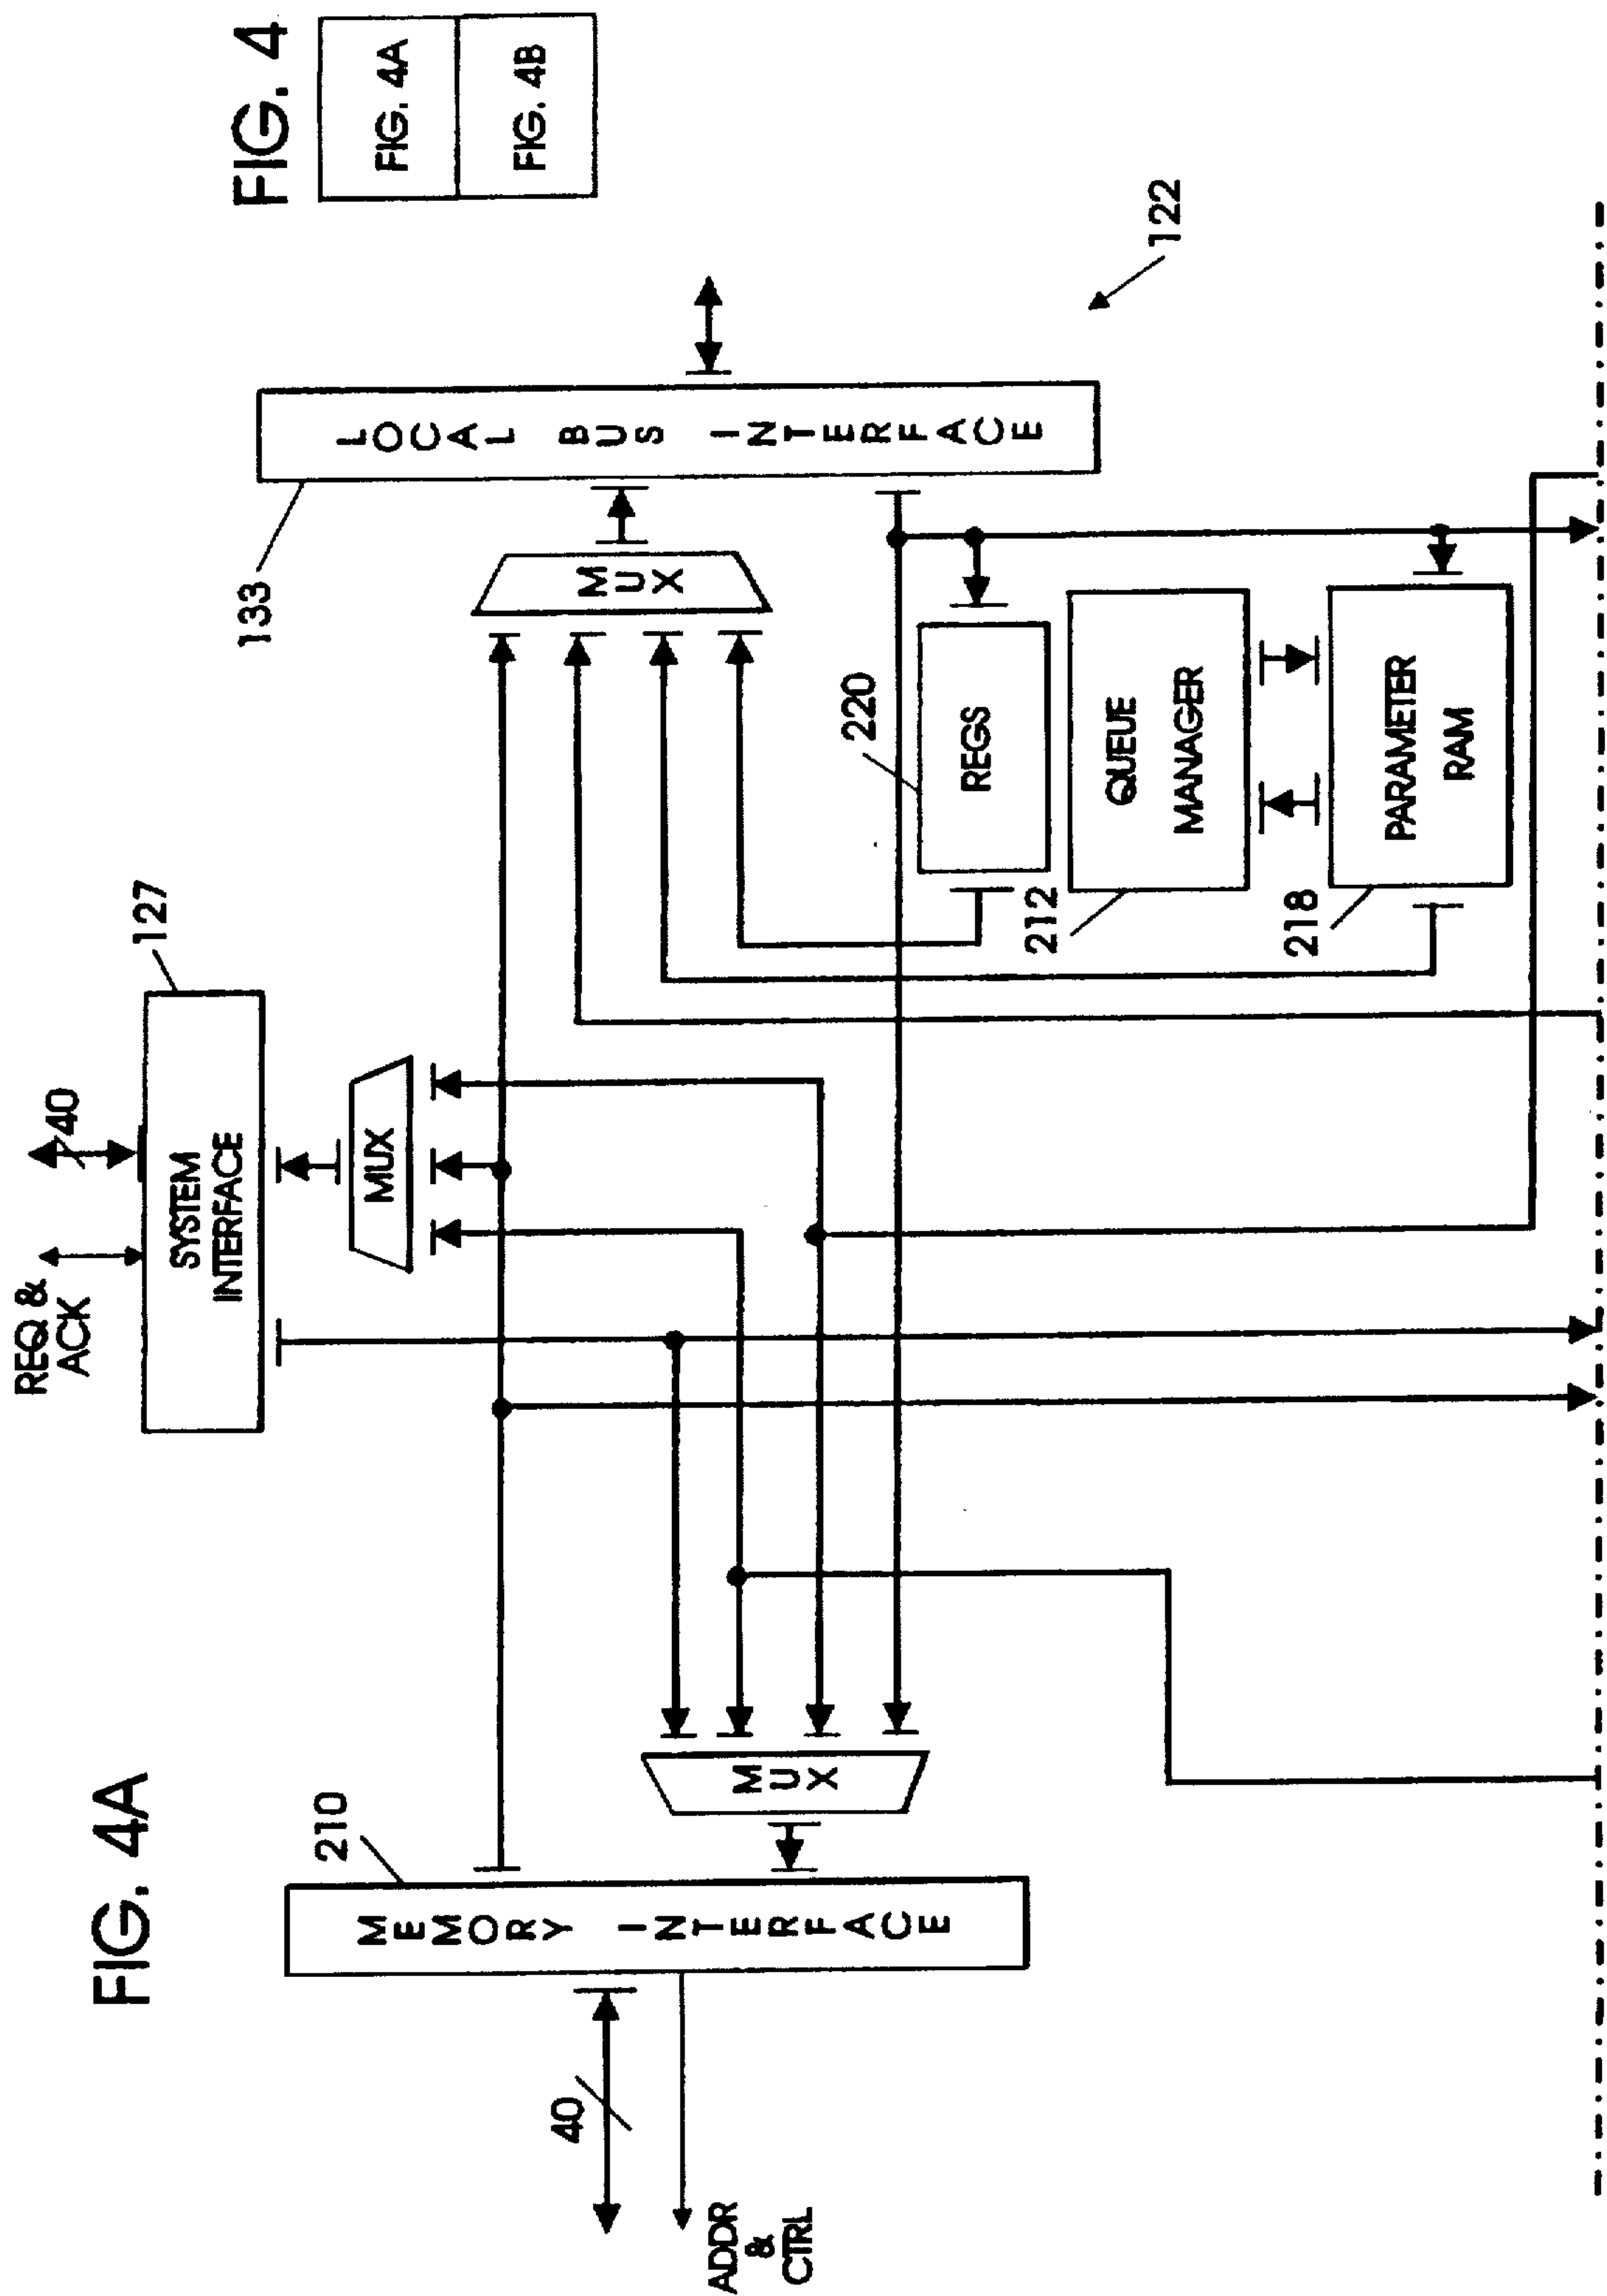 FIG. 4A
FIG. 4
FIG. 4A
FIG. 4B
REQ &
ACK
40
127
SYSTEM
INTERFACE
MUX
133
LOCAL BUS INTERFACE
MUX
122
210
MEMORY INTERFACE
MUX
40
ADDR
&
CTRL
220
REGS
212
QUEUE
MANAGER
218
PARAMETER
RAM